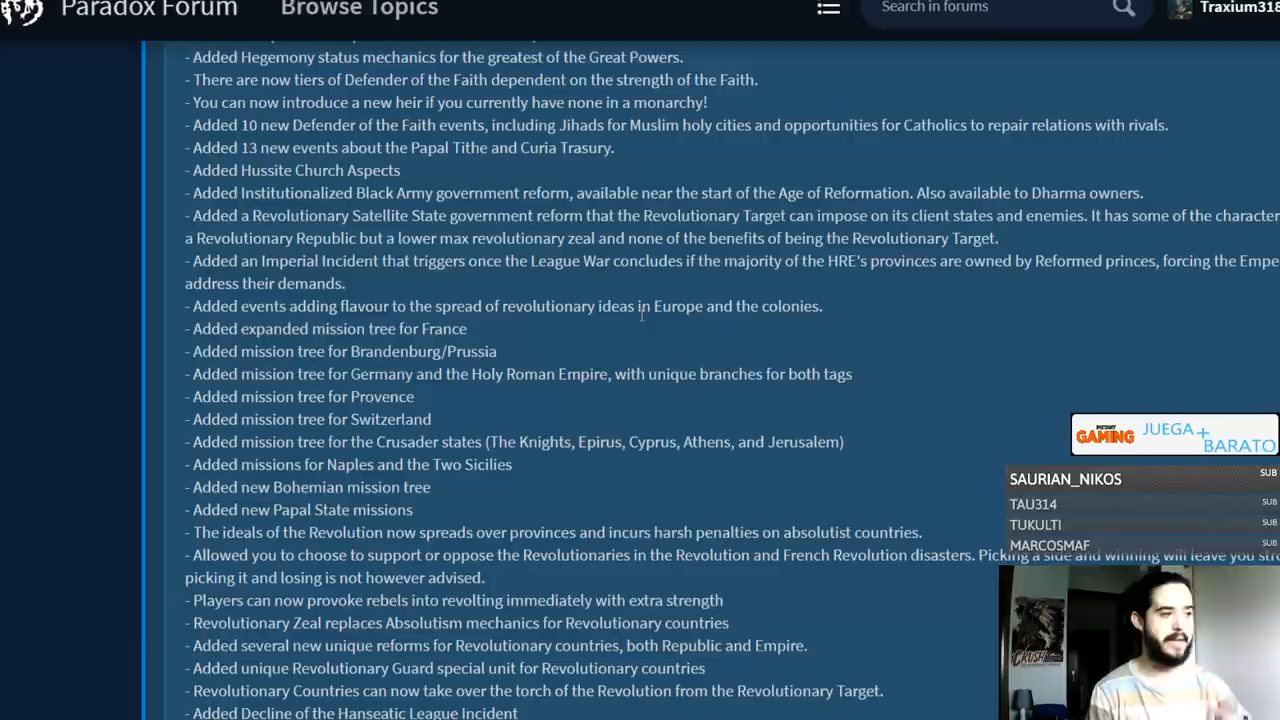 Paradox Forum
Browse Topics
Search in forums
Traxium318
- Added Hegemony status mechanics for the greatest of the Great Powers.
- There are now tiers of Defender of the Faith dependent on the strength of the Faith.
- You can now introduce a new heir if you currently have none in a monarchy!
- Added 10 new Defender of the Faith events, including Jihads for Muslim holy cities and opportunities for Catholics to repair relations with rivals.
- Added 13 new events about the Papal Tithe and Curia Trasury.
- Added Hussite Church Aspects
- Added Institutionalized Black Army government reform, available near the start of the Age of Reformation. Also available to Dharma owners.
- Added a Revolutionary Satellite State government reform that the Revolutionary Target can impose on its client states and enemies. It has some of the character
a Revolutionary Republic but a lower max revolutionary zeal and none of the benefits of being the Revolutionary Target.
- Added an Imperial Incident that triggers once the League War concludes if the majority of the HRE's provinces are owned by Reformed princes, forcing the Empe
address their demands.
- Added events adding flavour to the spread of revolutionary ideas in Europe and the colonies.
- Added expanded mission tree for France
- Added mission tree for Brandenburg/Prussia
- Added mission tree for Germany and the Holy Roman Empire, with unique branches for both tags
- Added mission tree for Provence
- Added mission tree for Switzerland
- Added mission tree for the Crusader states (The Knights, Epirus, Cyprus, Athens, and Jerusalem)
- Added missions for Naples and the Two Sicilies
- Added new Bohemian mission tree
- Added new Papal State missions
- The ideals of the Revolution now spreads over provinces and incurs harsh penalties on absolutist countries.
- Allowed you to choose to support or oppose the Revolutionaries in the Revolution and French Revolution disasters. Picking a side and winning will leave you stro
picking it and losing is not however advised.
- Players can now provoke rebels into revolting immediately with extra strength
- Revolutionary Zeal replaces Absolutism mechanics for Revolutionary countries
- Added several new unique reforms for Revolutionary countries, both Republic and Empire.
- Added unique Revolutionary Guard special unit for Revolutionary countries
- Revolutionary Countries can now take over the torch of the Revolution from the Revolutionary Target.
- Added Decline of the Hanseatic League Incident
INSTANT
GAMING
JUEGA+
BARATO
SAURIAN_NIKOS SUB
TAU314 SUB
TUKULTI SUB
MARCOSMAF SUB
CRUSH